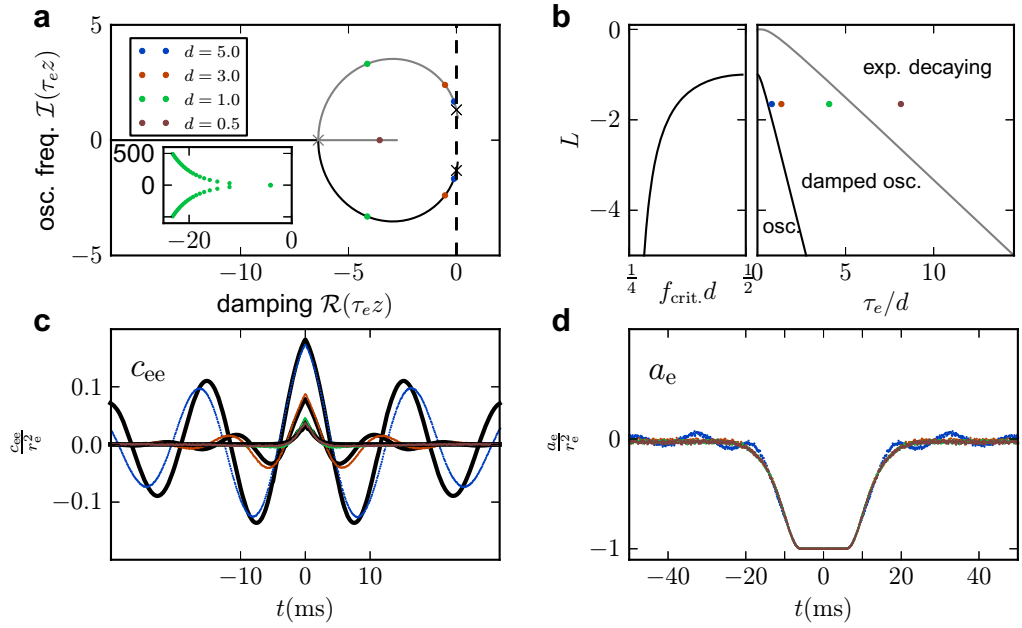 a
5
0
−5
osc. freq. I(τₑz)
d = 5.0
d = 3.0
d = 1.0
d = 0.5
500
0
−20
0
−10
−5
0
damping R(τₑz)
b
0
−2
−4
L
exp. decaying
damped osc.
osc.
1/4
1/2
f_crit. d
0
5
10
τₑ/d
c
c_ee
0.1
0.0
−0.1
c_ee/r_e^2
−10
0
10
t(ms)
d
a_e
0
−1
a_e/r_e^2
−40
−20
0
20
40
t(ms)